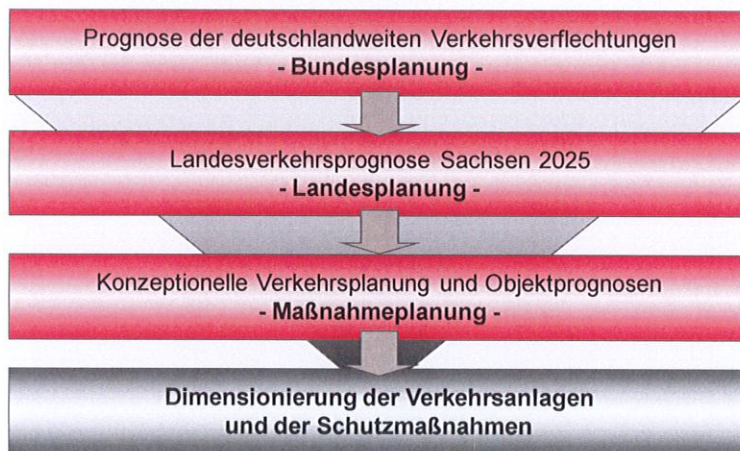 Prognose der deutschlandweiten Verkehrsverflechtungen
- Bundesplanung -
Landesverkehrsprognose Sachsen 2025
- Landesplanung -
Konzeptionelle Verkehrsplanung und Objektprognosen
- Maßnahmeplanung -
Dimensionierung der Verkehrsanlagen
und der Schutzmaßnahmen